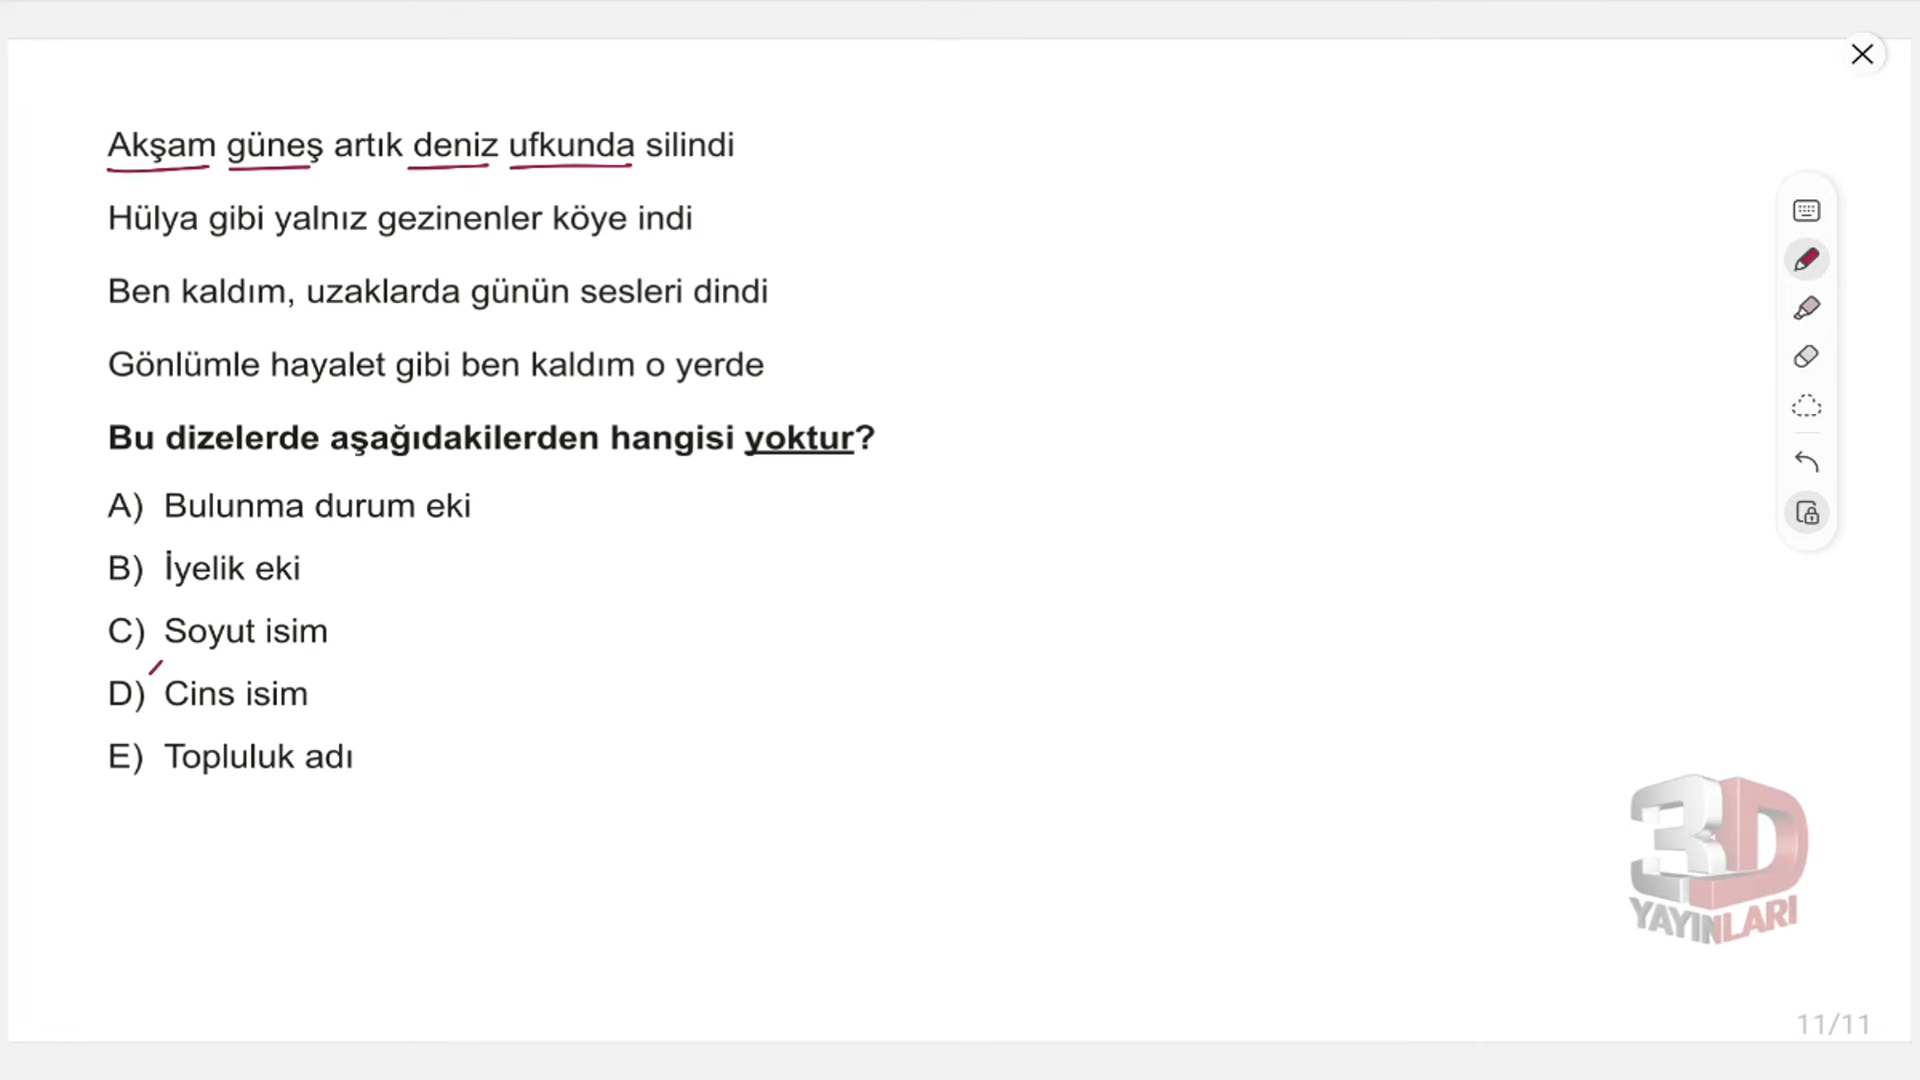 Akşam güneş artık deniz ufkunda silindi
Hülya gibi yalnız gezinenler köye indi
Ben kaldım, uzaklarda günün sesleri dindi
Gönlümle hayalet gibi ben kaldım o yerde
Bu dizelerde aşağıdakilerden hangisi yoktur?
A) Bulunma durum eki
B) İyelik eki
C) Soyut isim
D) Cins isim
E) Topluluk adı
3D
YAYINLARI
11/11